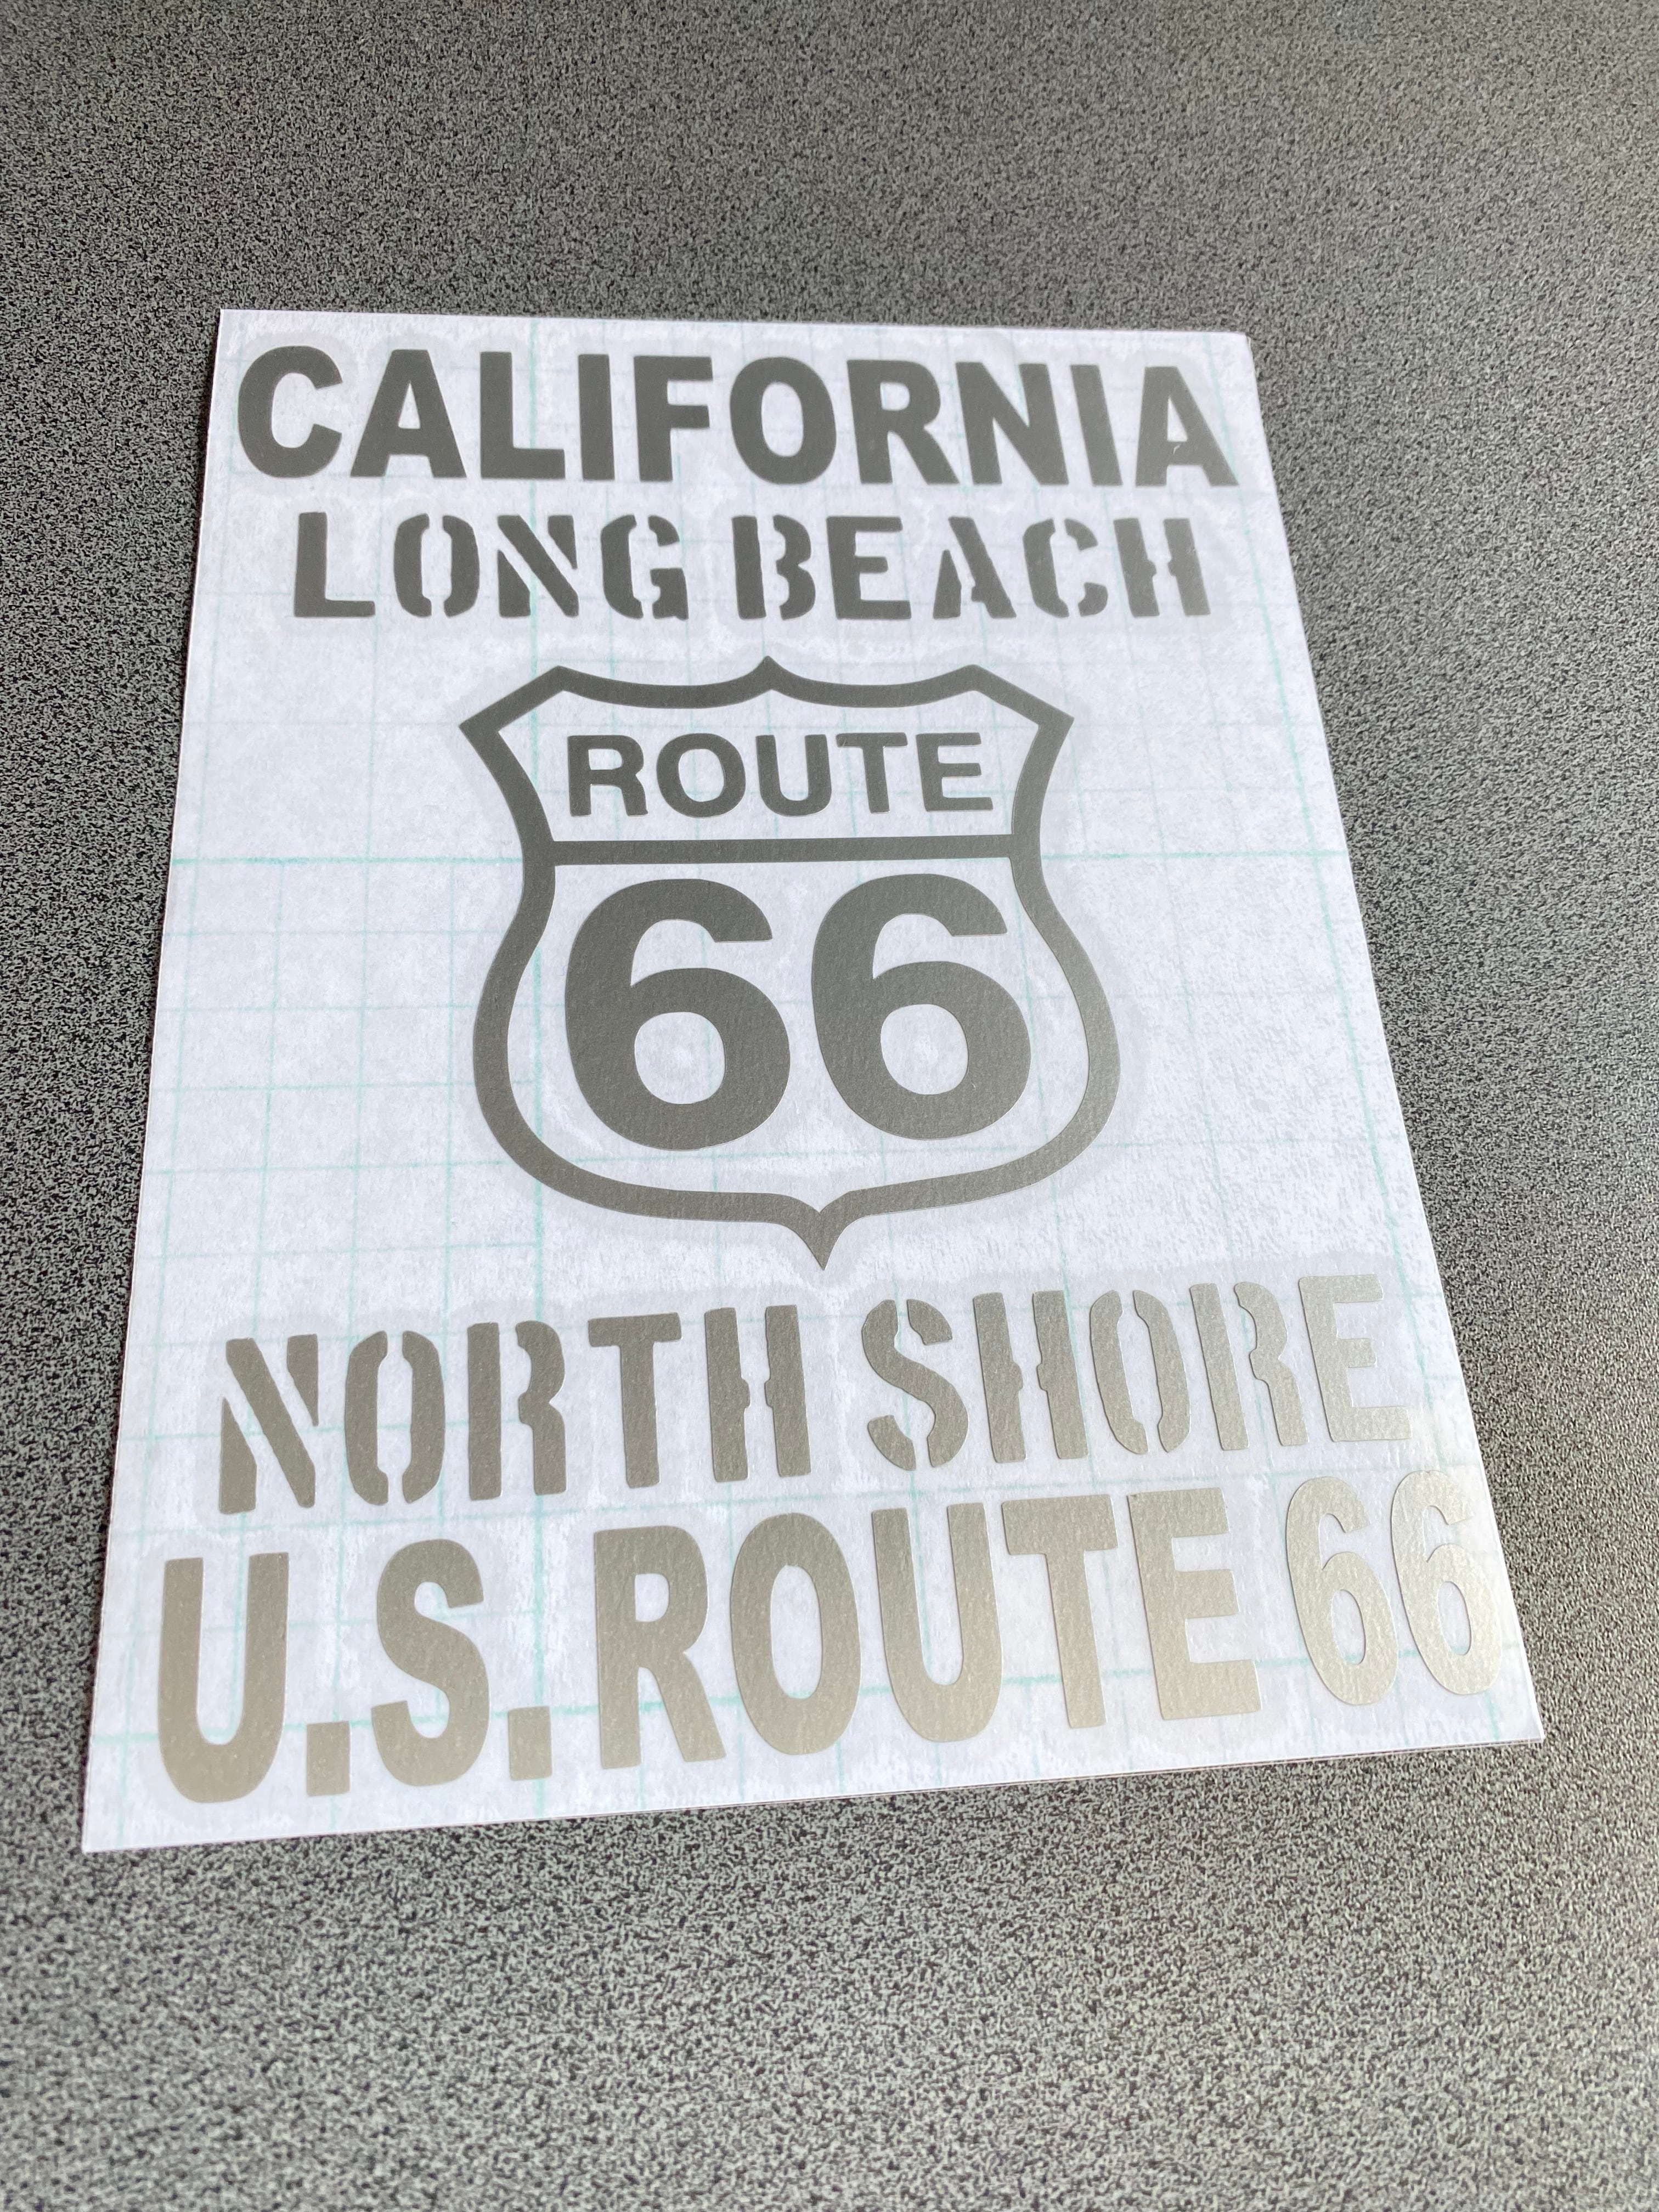 CALIFORNIA
LONG BEACH
ROUTE
66
NORTH SHORE
U.S. ROUTE 66